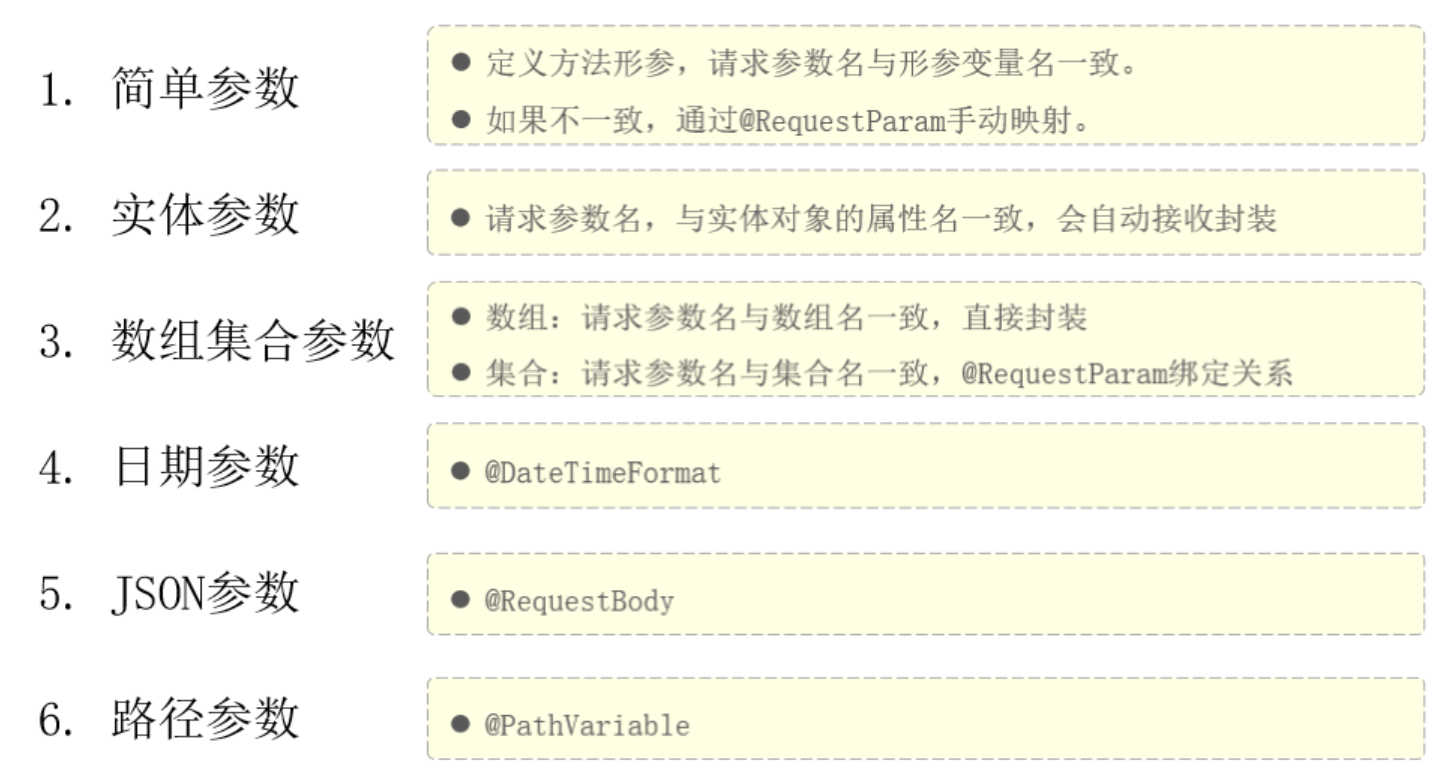 1. 简单参数
● 定义方法形参，请求参数名与形参变量名一致。
● 如果不一致，通过@RequestParam手动映射。
2. 实体参数
● 请求参数名，与实体对象的属性名一致，会自动接收封装
3. 数组集合参数
● 数组：请求参数名与数组名一致，直接封装
● 集合：请求参数名与集合名一致，@RequestParam绑定关系
4. 日期参数
● @DateTimeFormat
5. JSON参数
● @RequestBody
6. 路径参数
● @PathVariable